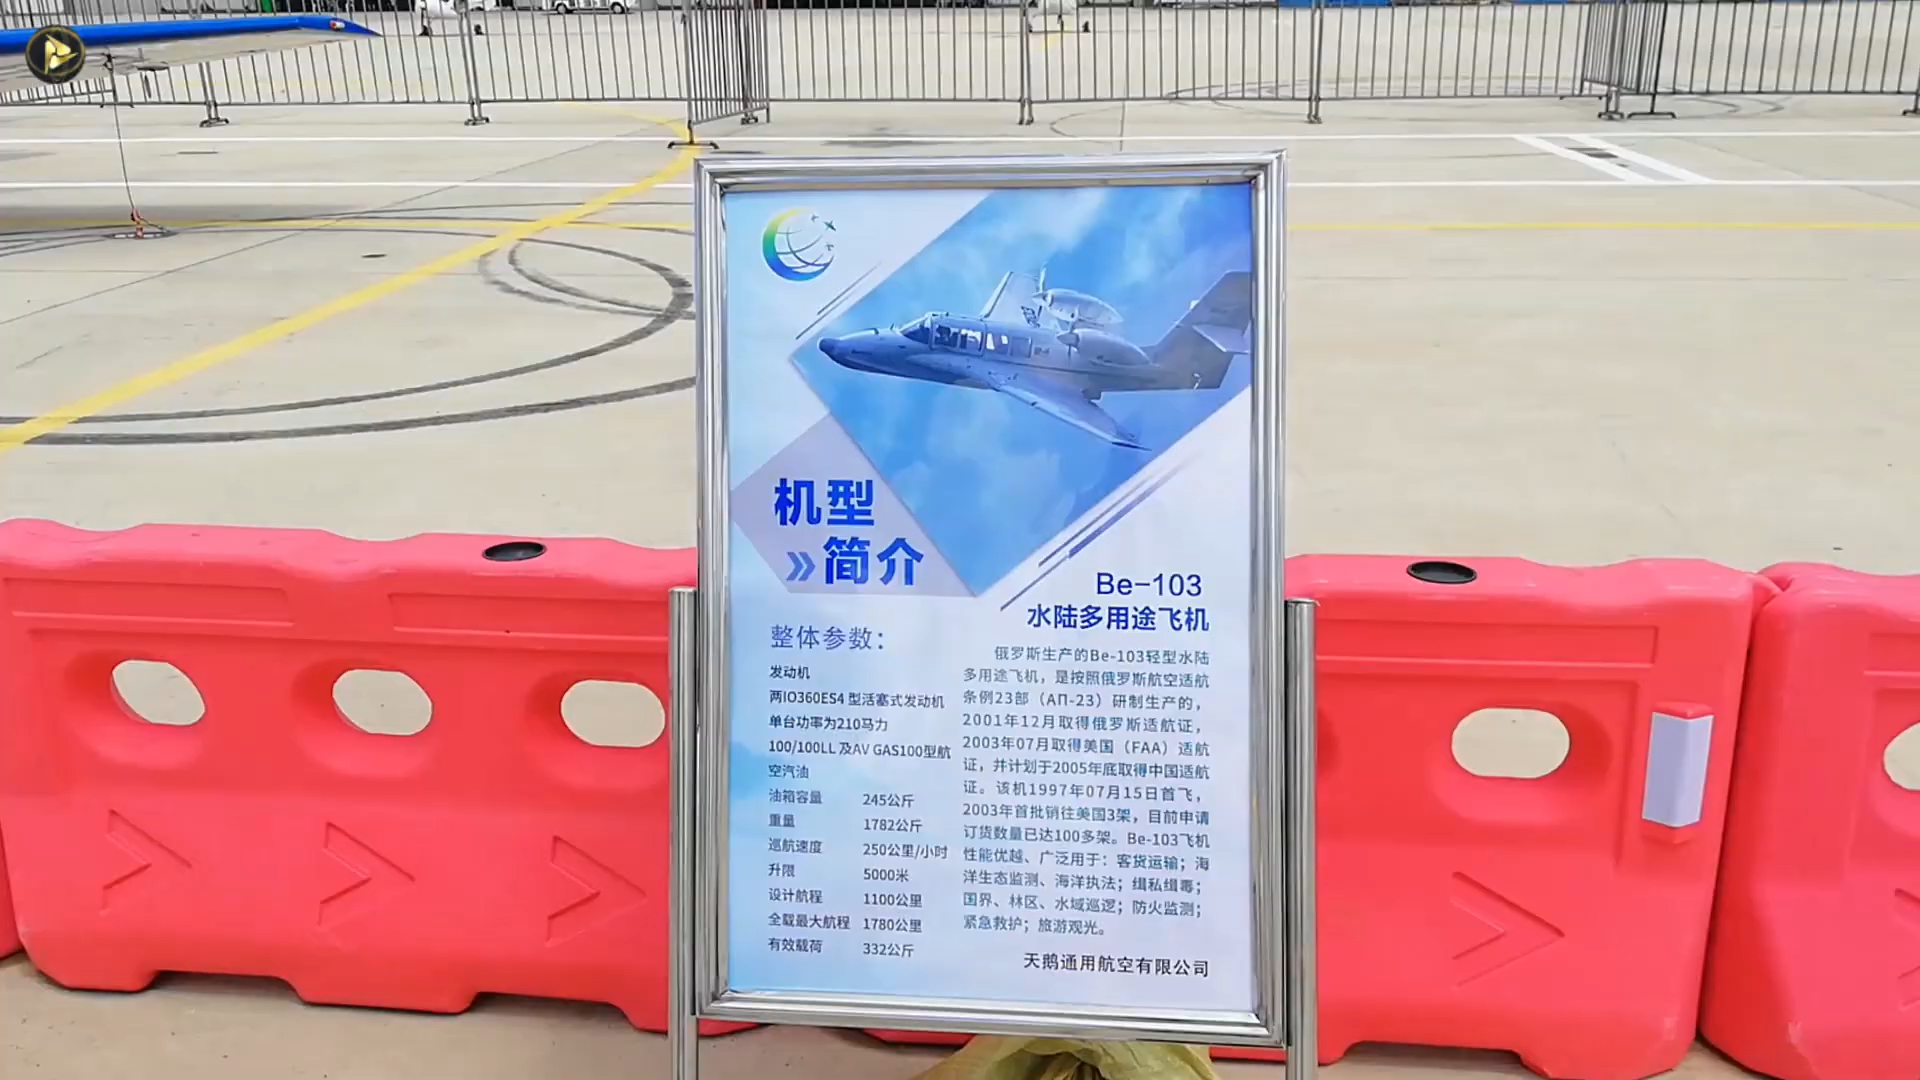 机型
»简介
Be-103
水陆多用途飞机
整体参数：
发动机
两IO360ES4 型活塞式发动机
单台功率为210马力
100/100LL 及AV GAS100型航
空汽油
油箱容量 245公斤
重量 1782公斤
巡航速度 250公里/小时
升限 5000米
设计航程 1100公里
全载最大航程 1780公里
有效载荷 332公斤
俄罗斯生产的Be-103轻型水陆
多用途飞机，是按照俄罗斯航空适航
条例23部（АП-23）研制生产的，
2001年12月取得俄罗斯适航证，
2003年07月取得美国（FAA）适航
证，并计划于2005年底取得中国适航
证。该机1997年07月15日首飞，
2003年首批销往美国3架，目前申请
订货数量已达100多架。Be-103飞机
性能优越、广泛用于：客货运输；海
洋生态监测、海洋执法；缉私缉毒；
国界、林区、水域巡逻；防火监测；
紧急救护；旅游观光。
天鹅通用航空有限公司